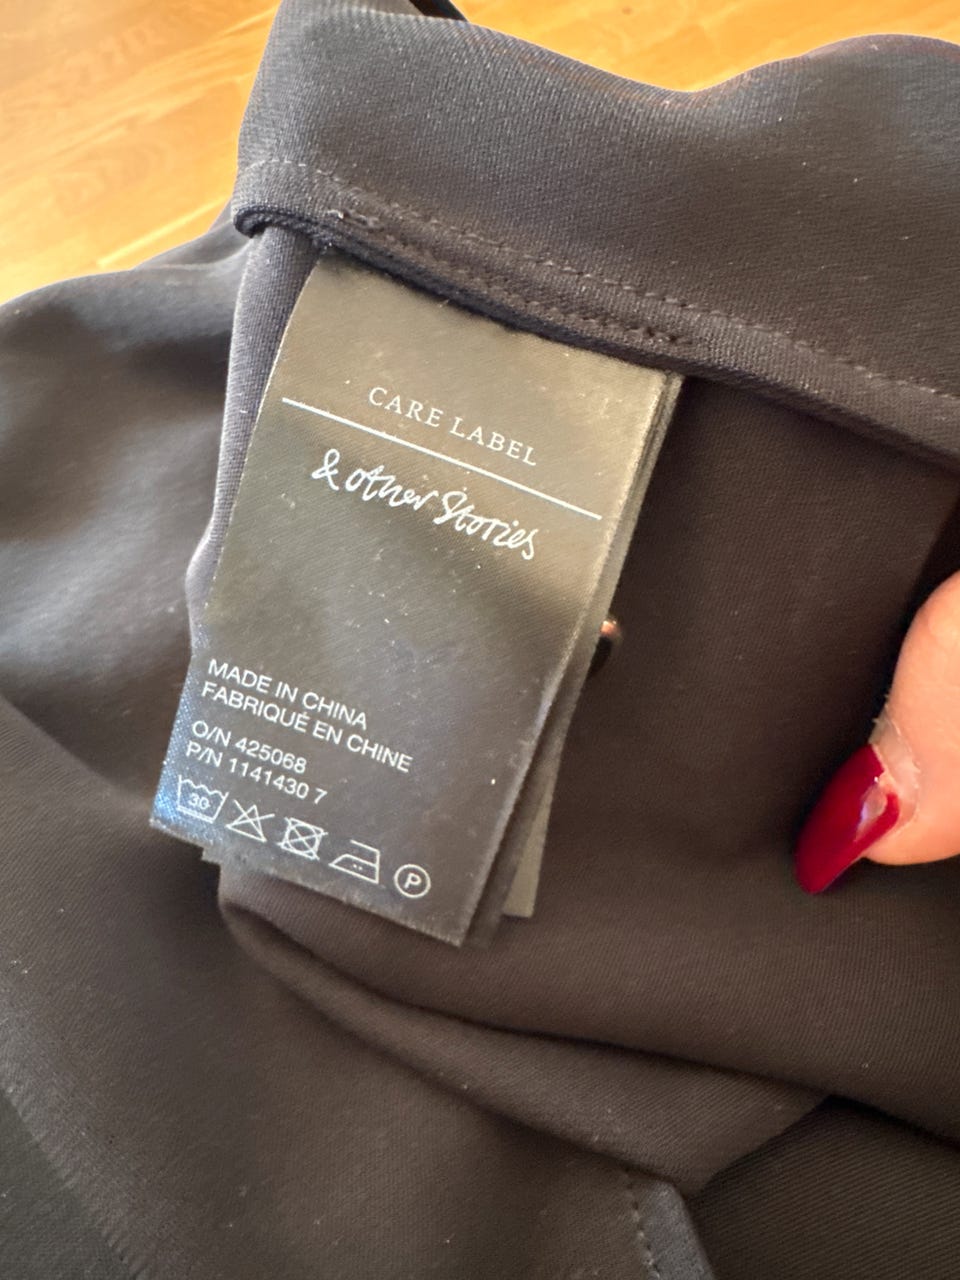 CARE LABEL
& other Stories
MADE IN CHINA
FABRIQUÉ EN CHINE
O/N 425068
P/N 1141430 7
30
P